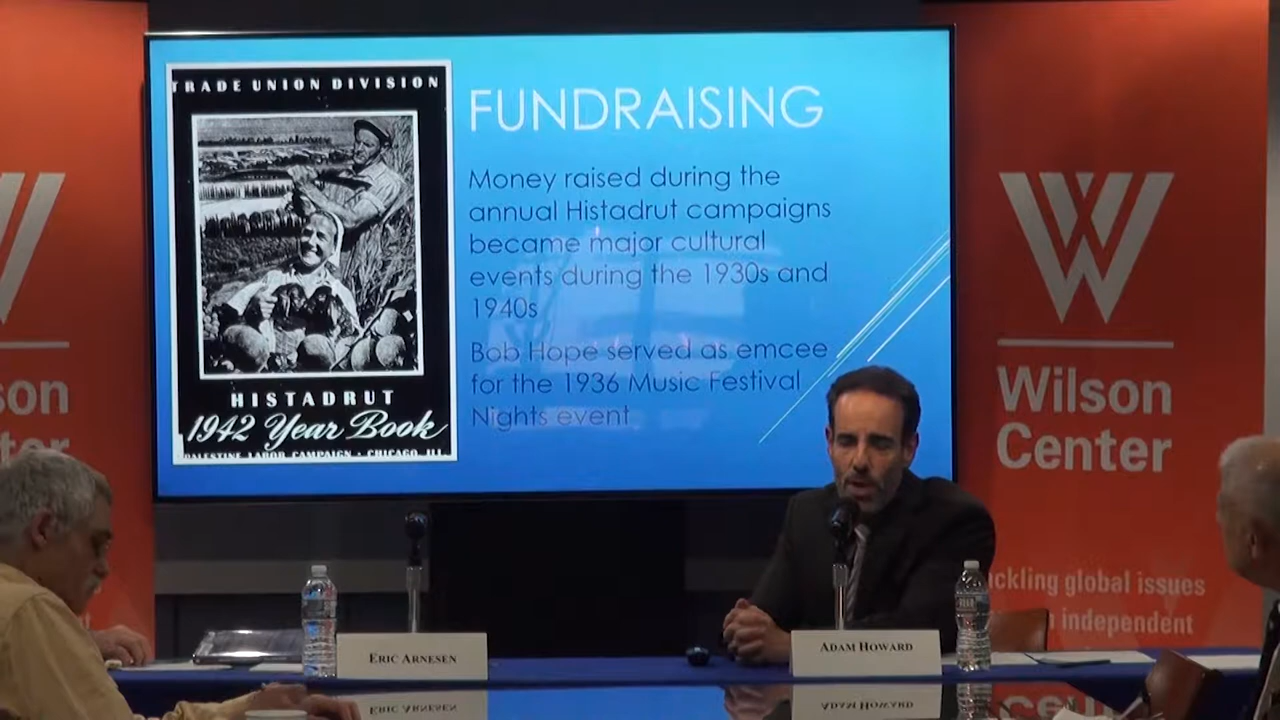 TRADE UNION DIVISION
HISTADRUT
1942 Year Book
PALESTINE LABOR CAMPAIGN · CHICAGO ILL
FUNDRAISING
Money raised during the
annual Histadrut campaigns
became major cultural
events during the 1930s and
1940s
Bob Hope served as emcee
for the 1936 Music Festival
Nights event
Wilson
Center
ckling global issues
independent
ERIC ARNESEN
ADAM HOWARD